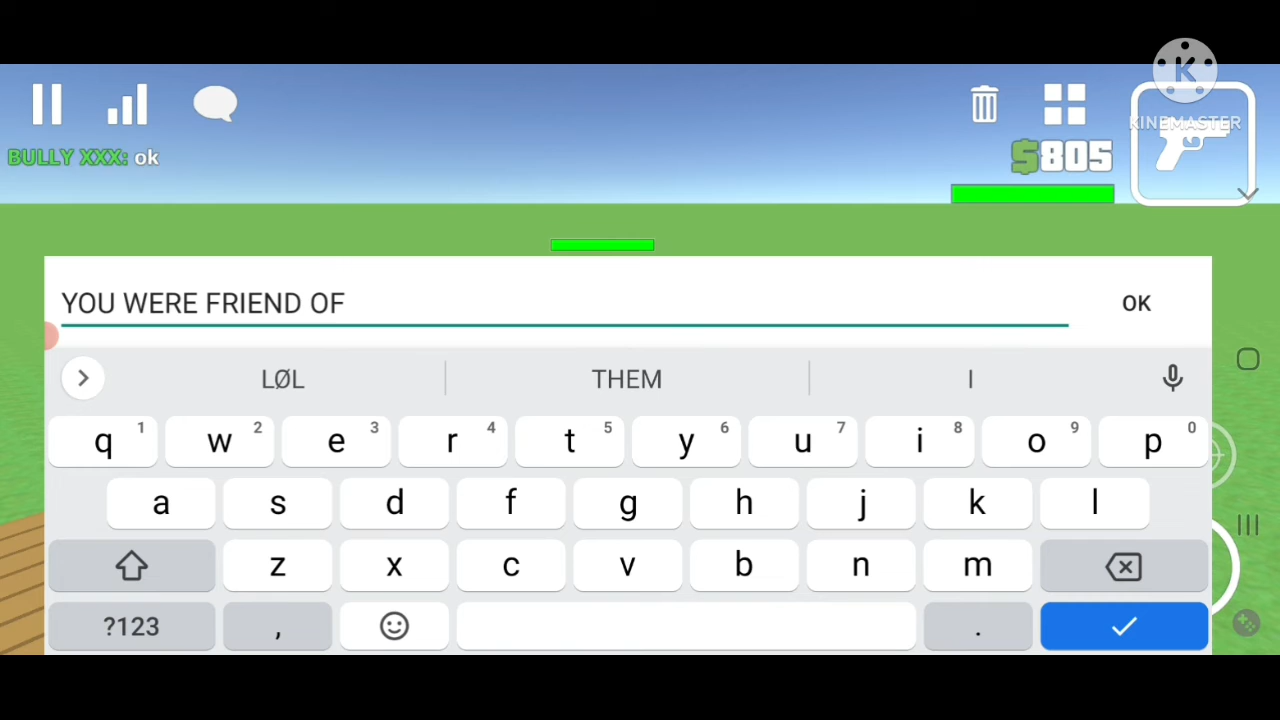 KINEMASTER
$805
BULLY XXX: ok
YOU WERE FRIEND OF
OK
LØL THEM I
q 1 w 2 e 3 r 4 t 5 y 6 u 7 i 8 o 9 p 0
a s d f g h j k l
z x c v b n m
?123 , .